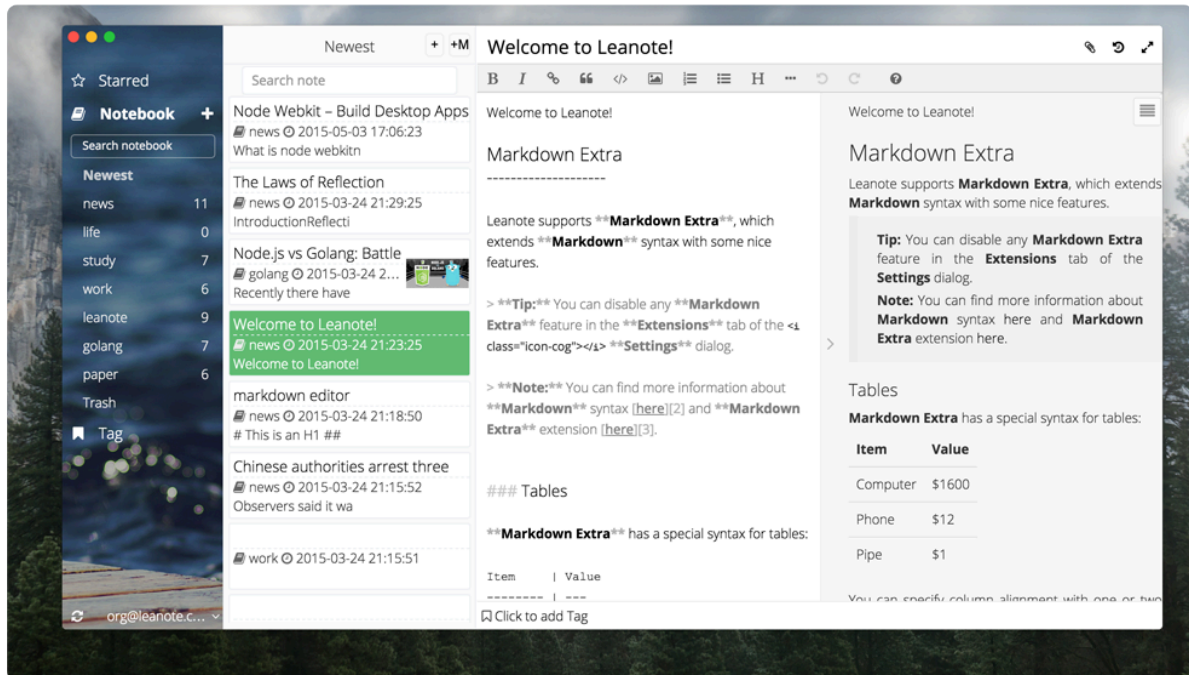 Starred
Notebook +
Search notebook
Newest
news 11
life 0
study 7
work 6
leanote 9
golang 7
paper 6
Trash
Tag
org@leanote.c...
Newest + +M
Search note
Node Webkit – Build Desktop Apps
news 2015-05-03 17:06:23
What is node webkitn
The Laws of Reflection
news 2015-03-24 21:29:25
IntroductionReflecti
Node.js vs Golang: Battle
golang 2015-03-24 2...
Recently there have
Welcome to Leanote!
news 2015-03-24 21:23:25
Welcome to Leanote!
markdown editor
news 2015-03-24 21:18:50
# This is an H1 ##
Chinese authorities arrest three
news 2015-03-24 21:15:52
Observers said it wa
work 2015-03-24 21:15:51
Welcome to Leanote!
B I </> H ...
Welcome to Leanote!
Markdown Extra
--------------------
Leanote supports **Markdown Extra**, which
extends **Markdown** syntax with some nice
features.
> **Tip:** You can disable any **Markdown
Extra** feature in the **Extensions** tab of the <i
class="icon-cog"></i> **Settings** dialog.
> **Note:** You can find more information about
**Markdown** syntax [here][2] and **Markdown
Extra** extension [here][3].
### Tables
**Markdown Extra** has a special syntax for tables:
Item | Value
-------- | ---
Click to add Tag
Welcome to Leanote!
Markdown Extra
Leanote supports Markdown Extra, which extends
Markdown syntax with some nice features.
Tip: You can disable any Markdown Extra
feature in the Extensions tab of the
Settings dialog.
Note: You can find more information about
Markdown syntax here and Markdown
Extra extension here.
Tables
Markdown Extra has a special syntax for tables:
Item Value
Computer $1600
Phone $12
Pipe $1
You can specify column alignment with one or two